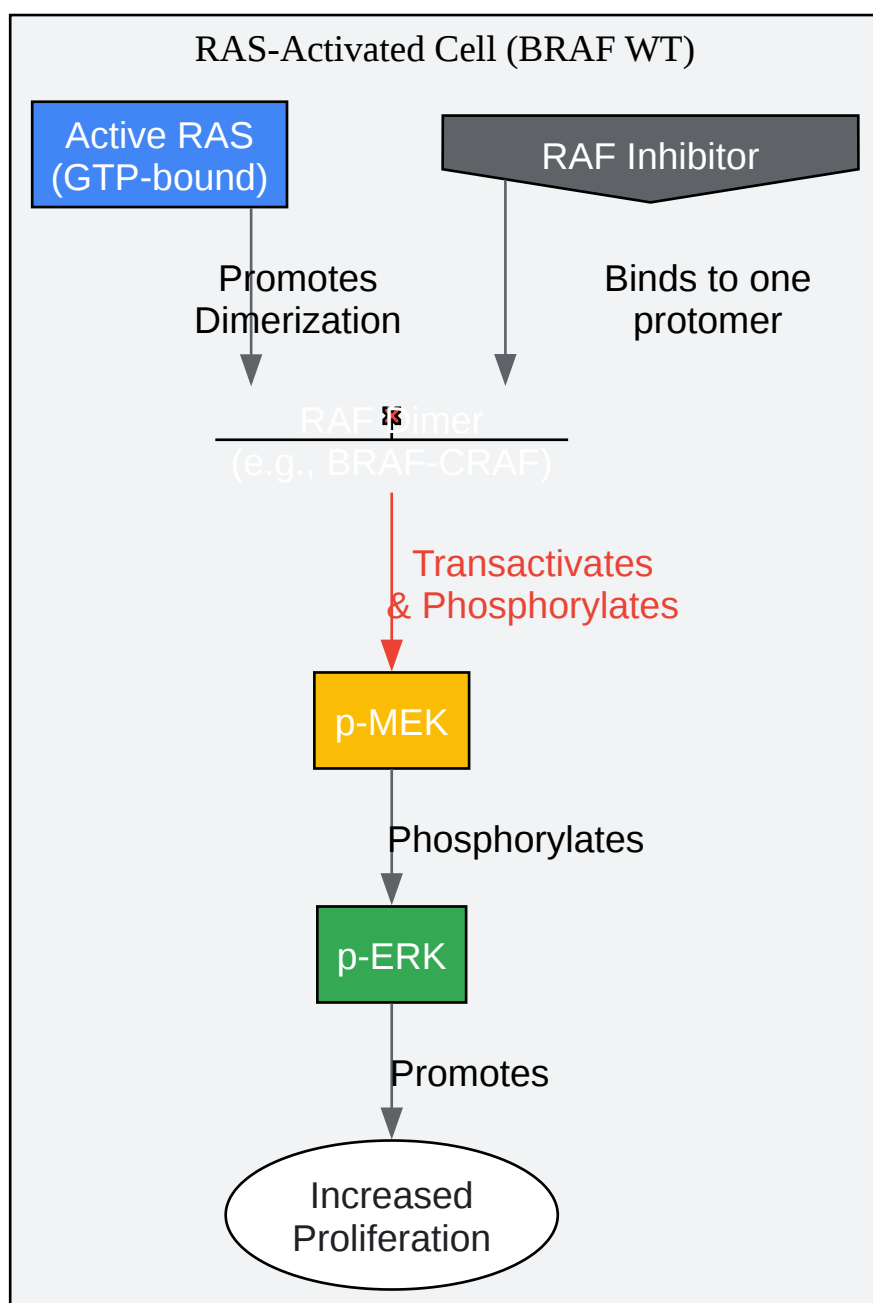 RAS-Activated Cell (BRAF WT)
Active RAS
(GTP-bound)
RAF Inhibitor
Promotes
Dimerization
Binds to one
protomer
RAF Dimer
(e.g., BRAF-CRAF)
Transactivates
& Phosphorylates
p-MEK
Phosphorylates
p-ERK
Promotes
Increased
Proliferation